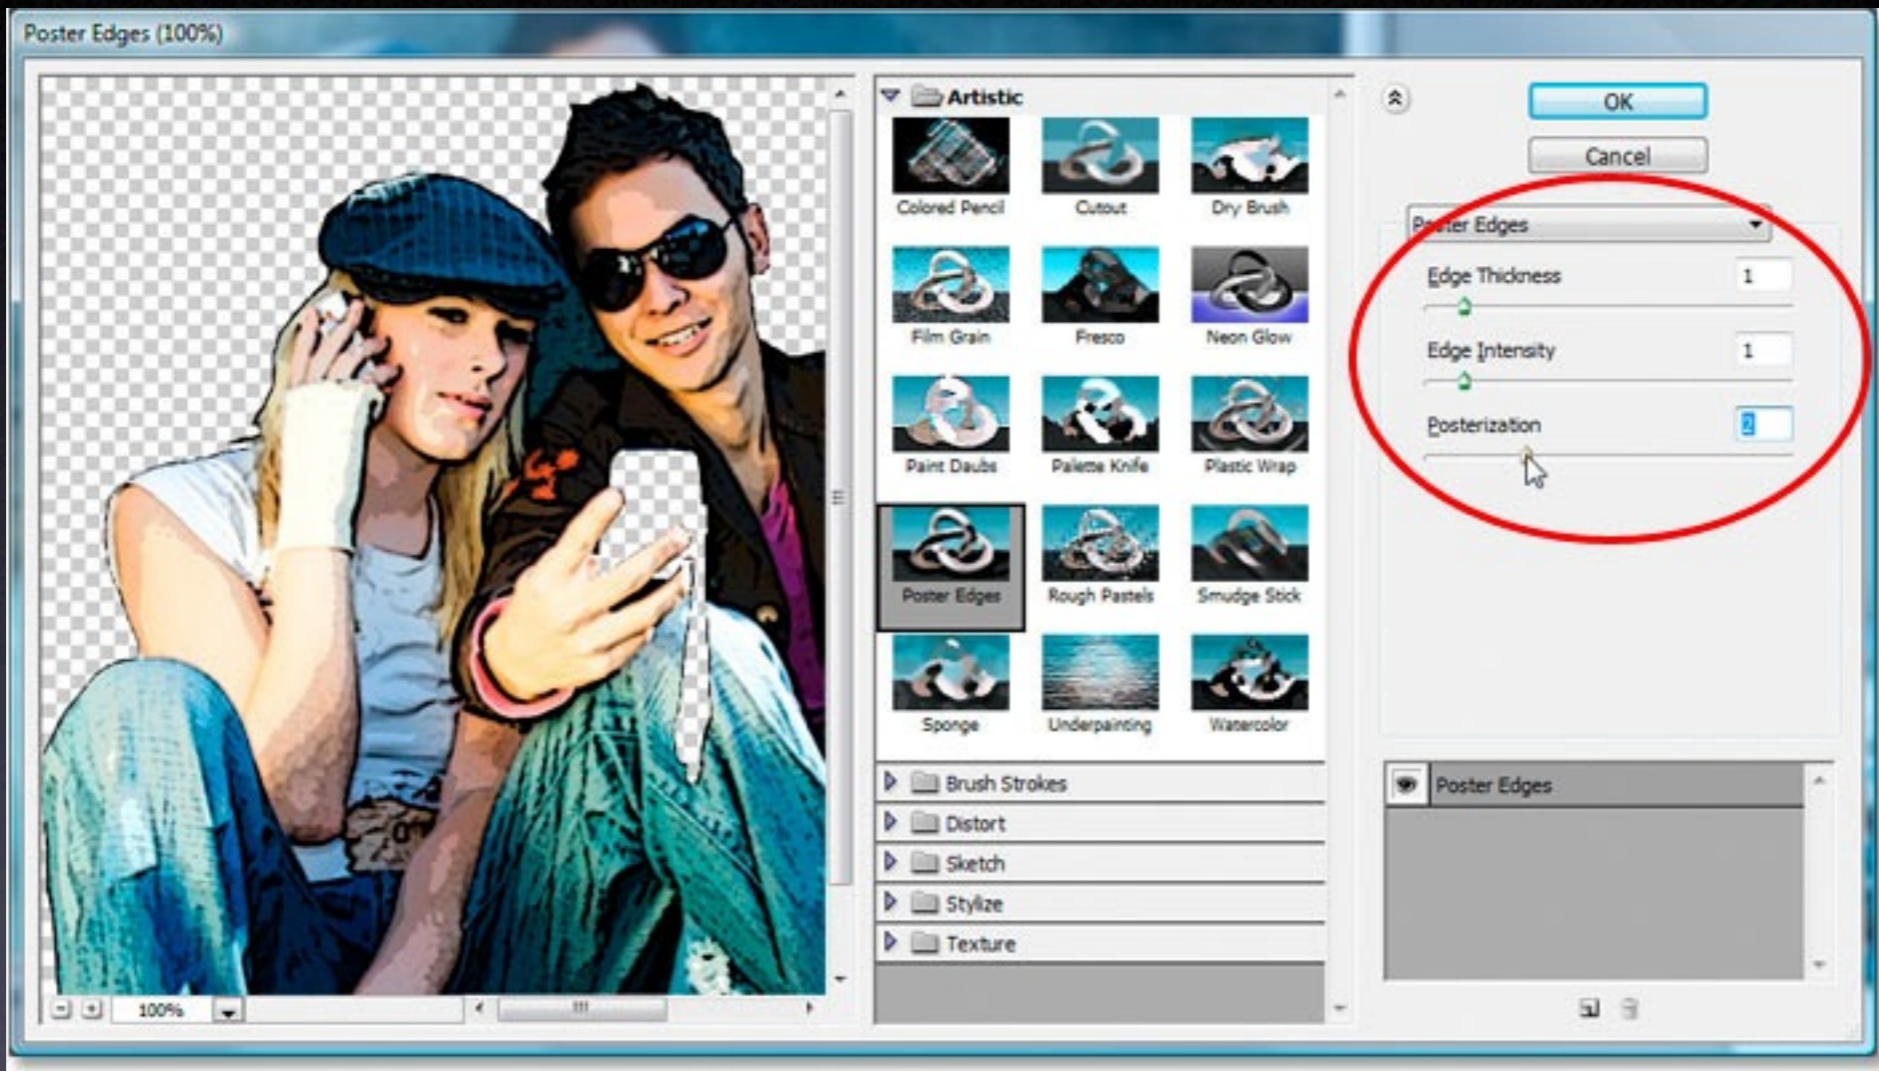 Poster Edges (100%)
Artistic
Colored Pencil
Cutout
Dry Brush
Film Grain
Fresco
Neon Glow
Paint Daubs
Palette Knife
Plastic Wrap
Poster Edges
Rough Pastels
Smudge Stick
Sponge
Underpainting
Watercolor
Brush Strokes
Distort
Sketch
Stylize
Texture
100%
OK
Cancel
Poster Edges
Edge Thickness 1
Edge Intensity 1
Posterization 2
Poster Edges